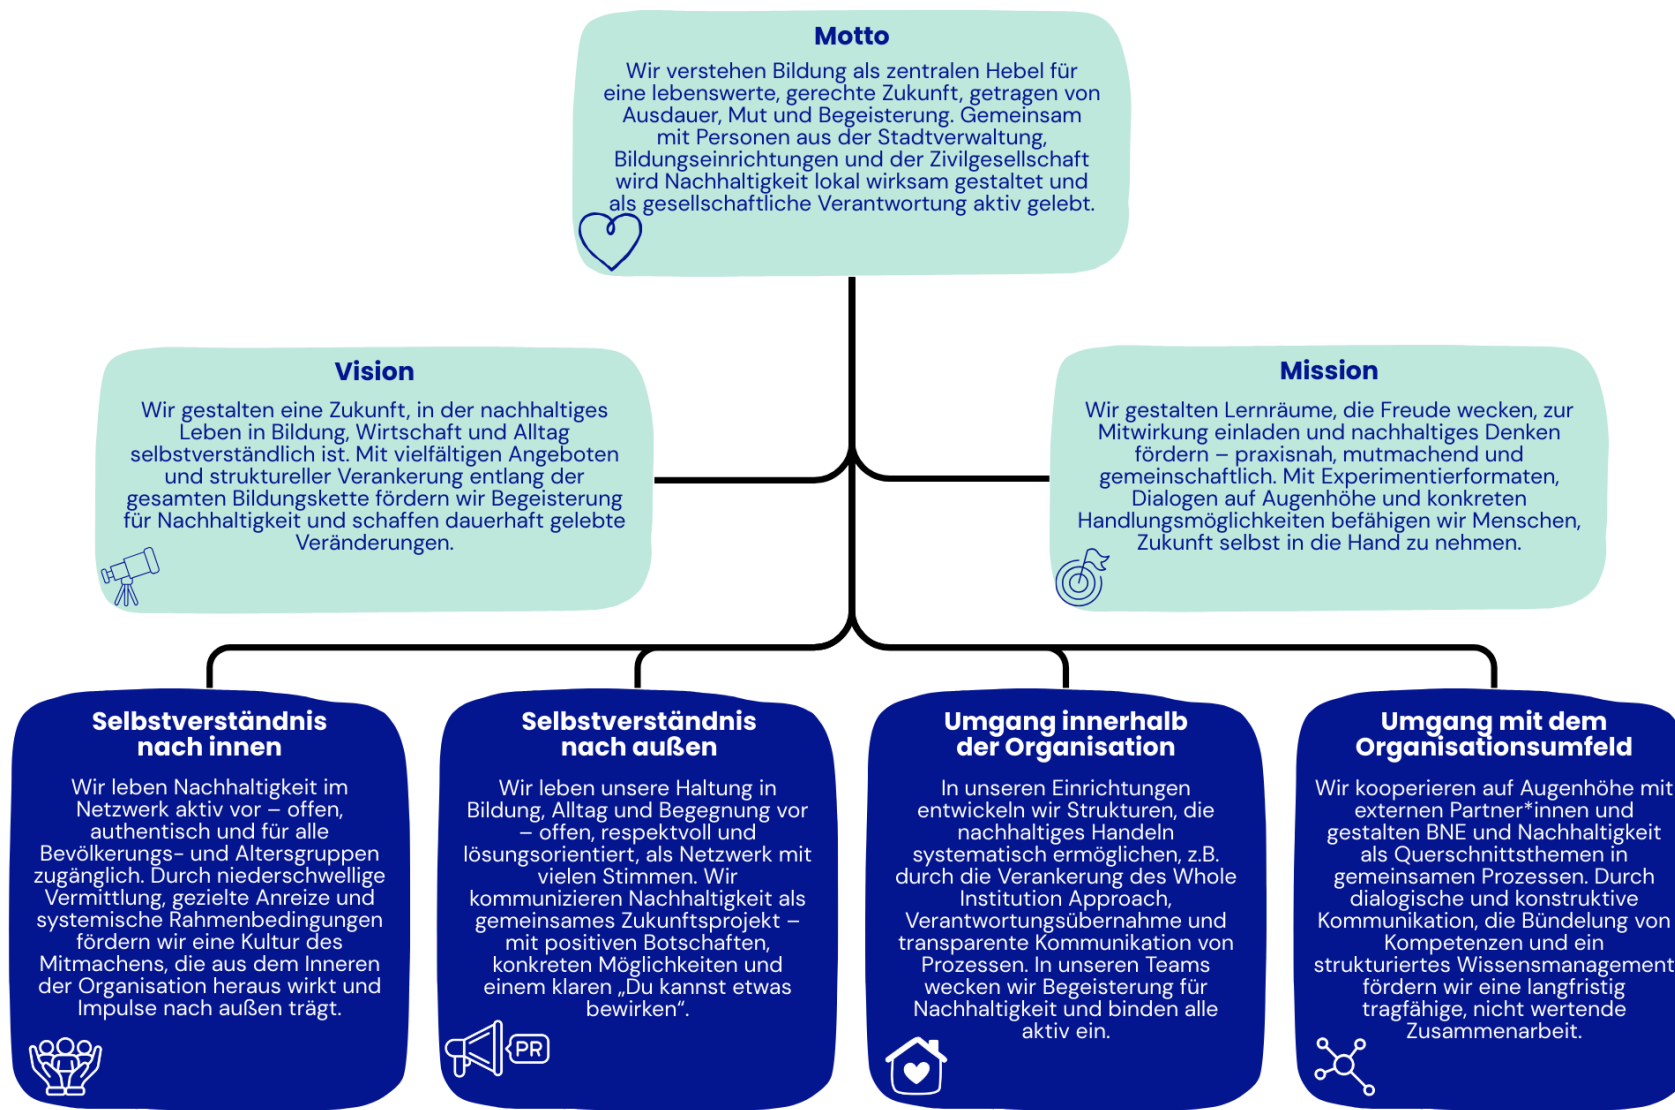 Motto
Wir verstehen Bildung als zentralen Hebel für
eine lebenswerte, gerechte Zukunft, getragen von
Ausdauer, Mut und Begeisterung. Gemeinsam
mit Personen aus der Stadtverwaltung,
Bildungseinrichtungen und der Zivilgesellschaft
wird Nachhaltigkeit lokal wirksam gestaltet und
als gesellschaftliche Verantwortung aktiv gelebt.
Vision
Wir gestalten eine Zukunft, in der nachhaltiges
Leben in Bildung, Wirtschaft und Alltag
selbstverständlich ist. Mit vielfältigen Angeboten
und struktureller Verankerung entlang der
gesamten Bildungskette fördern wir Begeisterung
für Nachhaltigkeit und schaffen dauerhaft gelebte
Veränderungen.
Mission
Wir gestalten Lernräume, die Freude wecken, zur
Mitwirkung einladen und nachhaltiges Denken
fördern – praxisnah, mutmachend und
gemeinschaftlich. Mit Experimentierformaten,
Dialogen auf Augenhöhe und konkreten
Handlungsmöglichkeiten befähigen wir Menschen,
Zukunft selbst in die Hand zu nehmen.
Selbstverständnis
nach innen
Wir leben Nachhaltigkeit im
Netzwerk aktiv vor – offen,
authentisch und für alle
Bevölkerungs- und Altersgruppen
zugänglich. Durch niederschwellige
Vermittlung, gezielte Anreize und
systemische Rahmenbedingungen
fördern wir eine Kultur des
Mitmachens, die aus dem Inneren
der Organisation heraus wirkt und
Impulse nach außen trägt.
Selbstverständnis
nach außen
Wir leben unsere Haltung in
Bildung, Alltag und Begegnung vor
– offen, respektvoll und
lösungsorientiert, als Netzwerk mit
vielen Stimmen. Wir
kommunizieren Nachhaltigkeit als
gemeinsames Zukunftsprojekt –
mit positiven Botschaften,
konkreten Möglichkeiten und
einem klaren „Du kannst etwas
bewirken“.
PR
Umgang innerhalb
der Organisation
In unseren Einrichtungen
entwickeln wir Strukturen, die
nachhaltiges Handeln
systematisch ermöglichen, z.B.
durch die Verankerung des Whole
Institution Approach,
Verantwortungsübernahme und
transparente Kommunikation von
Prozessen. In unseren Teams
wecken wir Begeisterung für
Nachhaltigkeit und binden alle
aktiv ein.
Umgang mit dem
Organisationsumfeld
Wir kooperieren auf Augenhöhe mit
externen Partner*innen und
gestalten BNE und Nachhaltigkeit
als Querschnittsthemen in
gemeinsamen Prozessen. Durch
dialogische und konstruktive
Kommunikation, die Bündelung von
Kompetenzen und ein
strukturiertes Wissensmanagement
fördern wir eine langfristig
tragfähige, nicht wertende
Zusammenarbeit.